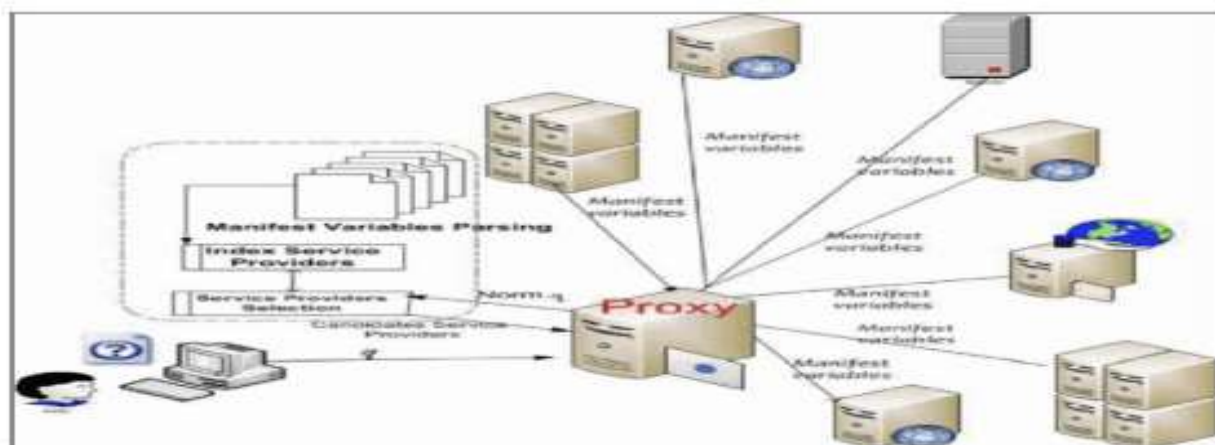 Manifest
variables
Manifest
variables
Manifest
variables
Manifest Variables Parsing
Index Service
Providers
Manifest
variables
Service Providers
Selection
Norm-q
Proxy
Manifest
variables
Candidates Service
Providers
Manifest
variables
Manifest
variables
q
?